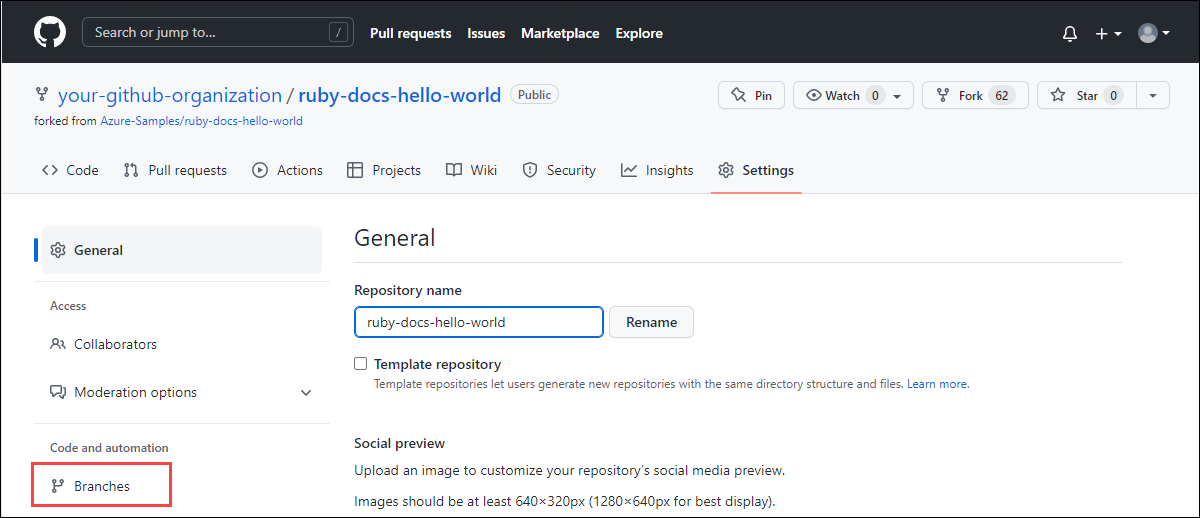 Search or jump to... /
Pull requests Issues Marketplace Explore
your-github-organization / ruby-docs-hello-world Public
Pin Watch 0 Fork 62 Star 0
forked from Azure-Samples/ruby-docs-hello-world
Code Pull requests Actions Projects Wiki Security Insights Settings
General
Access
Collaborators
Moderation options
Code and automation
Branches
General
Repository name
ruby-docs-hello-world Rename
Template repository
Template repositories let users generate new repositories with the same directory structure and files. Learn more.
Social preview
Upload an image to customize your repository's social media preview.
Images should be at least 640×320px (1280×640px for best display).